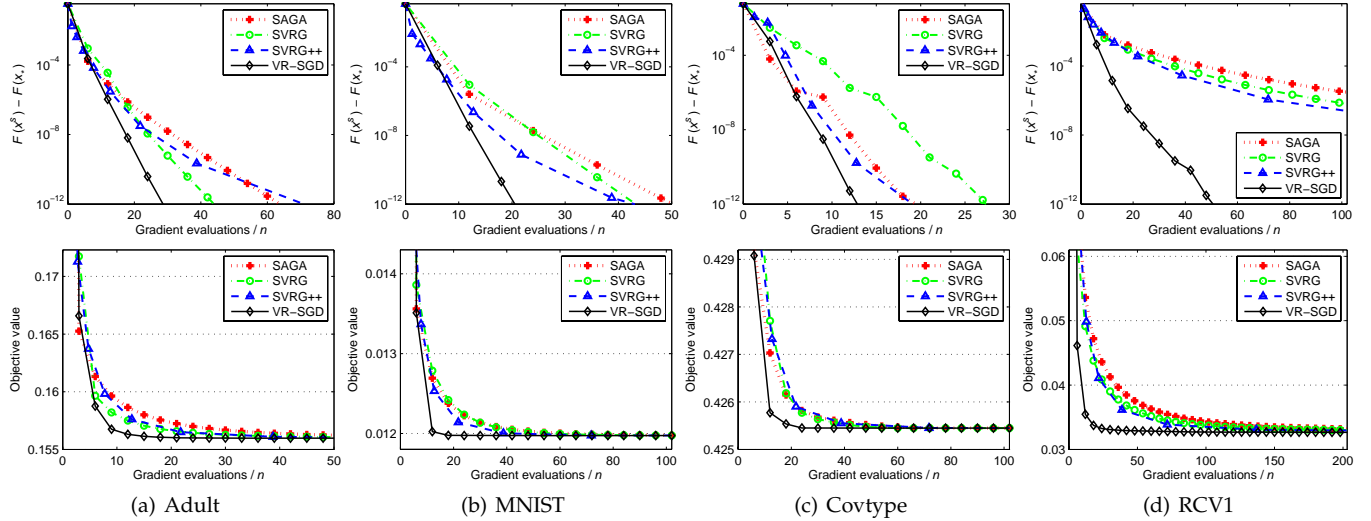 F(x^s) − F(x_*)
10^−4
10^−8
10^−12
0 20 40 60 80
Gradient evaluations / n
SAGA
SVRG
SVRG++
VR−SGD
F(x^s) − F(x_*)
10^−4
10^−8
10^−12
0 10 20 30 40 50
Gradient evaluations / n
SAGA
SVRG
SVRG++
VR−SGD
F(x^s) − F(x_*)
10^−4
10^−8
10^−12
0 5 10 15 20 25 30
Gradient evaluations / n
SAGA
SVRG
SVRG++
VR−SGD
F(x^s) − F(x_*)
10^−4
10^−8
10^−12
0 20 40 60 80 100
Gradient evaluations / n
SAGA
SVRG
SVRG++
VR−SGD
Objective value
0.17
0.165
0.16
0.155
0 10 20 30 40 50
Gradient evaluations / n
SAGA
SVRG
SVRG++
VR−SGD
Objective value
0.014
0.013
0.012
0 20 40 60 80 100
Gradient evaluations / n
SAGA
SVRG
SVRG++
VR−SGD
Objective value
0.429
0.428
0.427
0.426
0.425
0 20 40 60 80 100
Gradient evaluations / n
SAGA
SVRG
SVRG++
VR−SGD
Objective value
0.06
0.05
0.04
0.03
0 50 100 150 200
Gradient evaluations / n
SAGA
SVRG
SVRG++
VR−SGD
(a) Adult
(b) MNIST
(c) Covtype
(d) RCV1